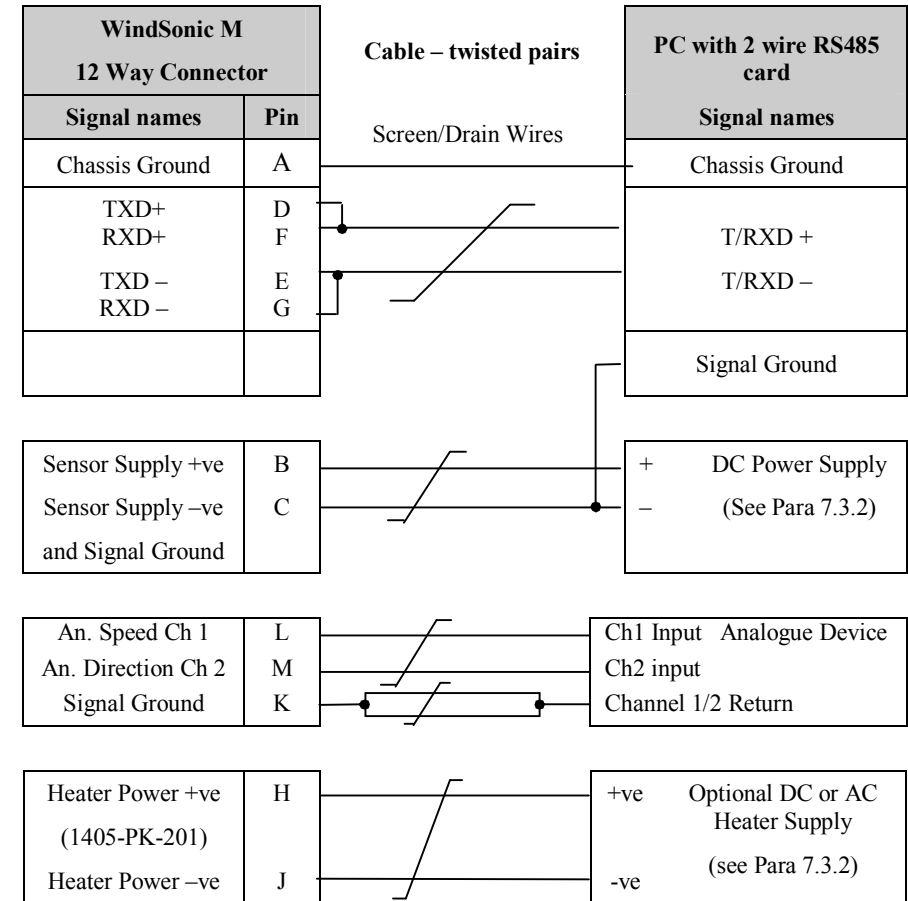 WindSonic M
12 Way Connector
Cable – twisted pairs
PC with 2 wire RS485
card
Signal names Pin
Screen/Drain Wires
Signal names
Chassis Ground A Chassis Ground
TXD+ D
RXD+ F T/RXD +
TXD – E T/RXD –
RXD – G
Signal Ground
Sensor Supply +ve B + DC Power Supply
Sensor Supply –ve C – (See Para 7.3.2)
and Signal Ground
An. Speed Ch 1 L Ch1 Input Analogue Device
An. Direction Ch 2 M Ch2 input
Signal Ground K Channel 1/2 Return
Heater Power +ve H +ve Optional DC or AC
Heater Supply
(1405-PK-201)
(see Para 7.3.2)
Heater Power –ve J -ve